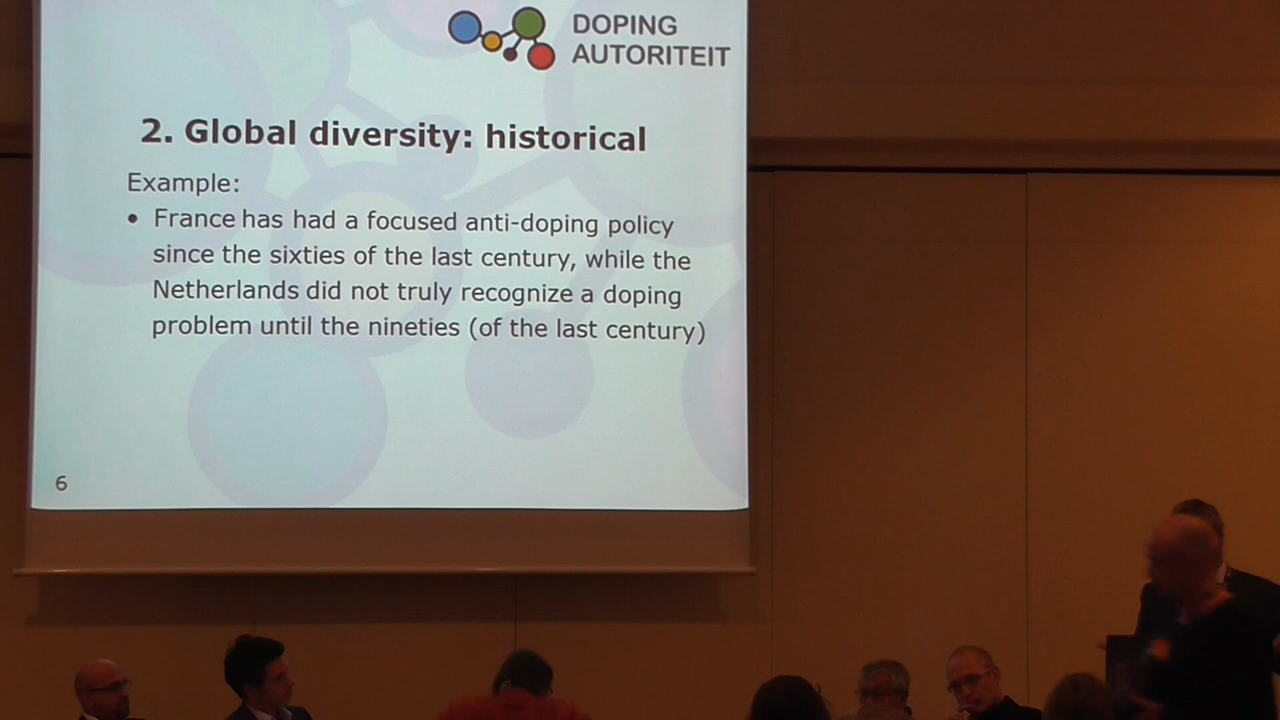 DOPING
AUTORITEIT
2. Global diversity: historical
Example:
• France has had a focused anti-doping policy
since the sixties of the last century, while the
Netherlands did not truly recognize a doping
problem until the nineties (of the last century)
6